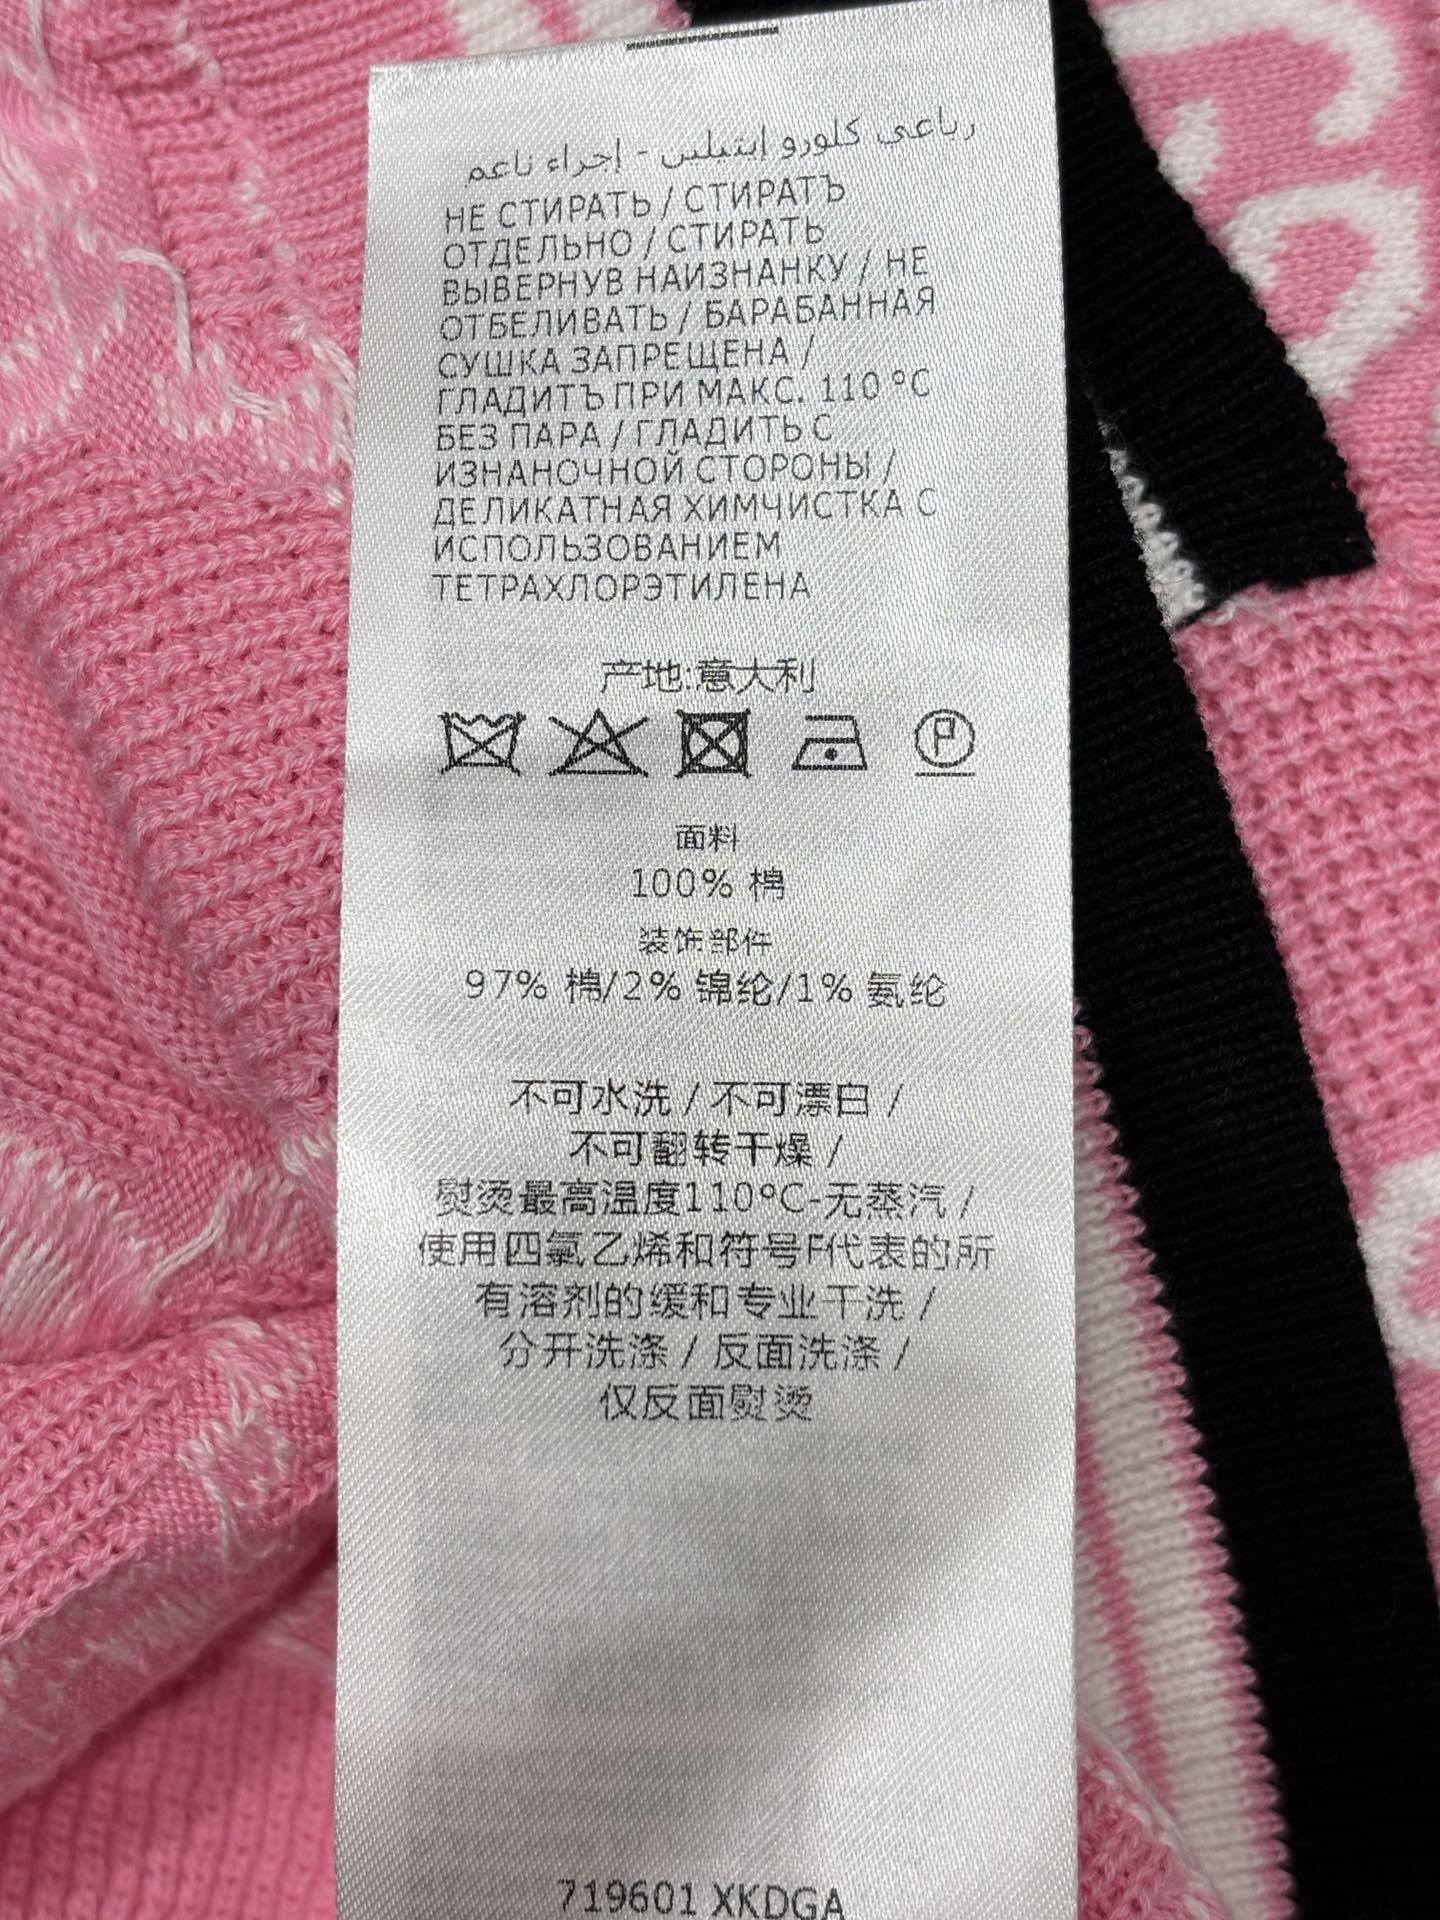 رباعي كلورو إيثيلين - إجراء ناعم
НЕ СТИРАТЬ / СТИРАТЬ
ОТДЕЛЬНО / СТИРАТЬ
ВЫВЕРНУВ НАИЗНАНКУ / НЕ
ОТБЕЛИВАТЬ / БАРАБАННАЯ
СУШКА ЗАПРЕЩЕНА /
ГЛАДИТЬ ПРИ МАКС. 110 °C
БЕЗ ПАРА / ГЛАДИТЬ С
ИЗНАНОЧНОЙ СТОРОНЫ /
ДЕЛИКАТНАЯ ХИМЧИСТКА С
ИСПОЛЬЗОВАНИЕМ
ТЕТРАХЛОРЭТИЛЕНА
产地:意大利
P
面料
100% 棉
装饰部件
97% 棉/2% 锦纶/1% 氨纶
不可水洗 / 不可漂白 /
不可翻转干燥 /
熨烫最高温度110°C-无蒸汽 /
使用四氯乙烯和符号F代表的所
有溶剂的缓和专业干洗 /
分开洗涤 / 反面洗涤 /
仅反面熨烫
719601 XKDGA